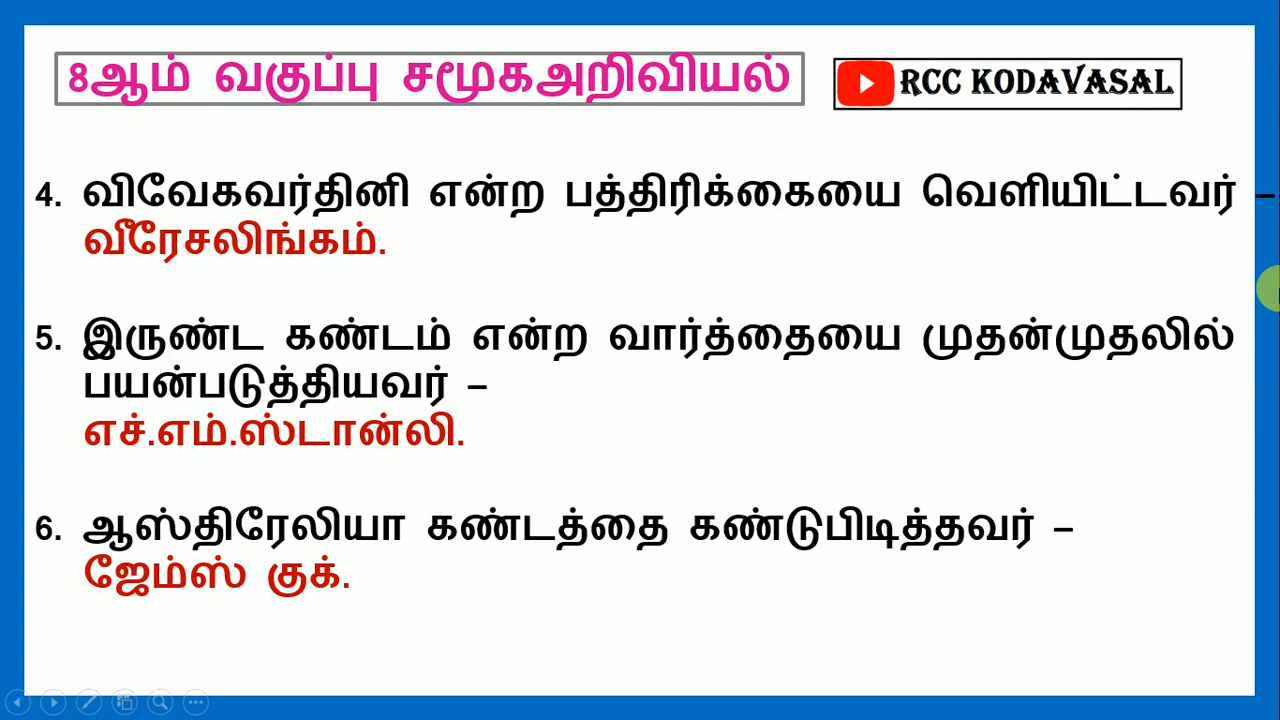 8ஆம் வகுப்பு சமூகஅறிவியல்
RCC KODAVASAL
4. விவேகவர்தினி என்ற பத்திரிக்கையை வெளியிட்டவர் –
வீரேசலிங்கம்.
5. இருண்ட கண்டம் என்ற வார்த்தையை முதன்முதலில்
பயன்படுத்தியவர் –
எச்.எம்.ஸ்டான்லி.
6. ஆஸ்திரேலியா கண்டத்தை கண்டுபிடித்தவர் –
ஜேம்ஸ் குக்.